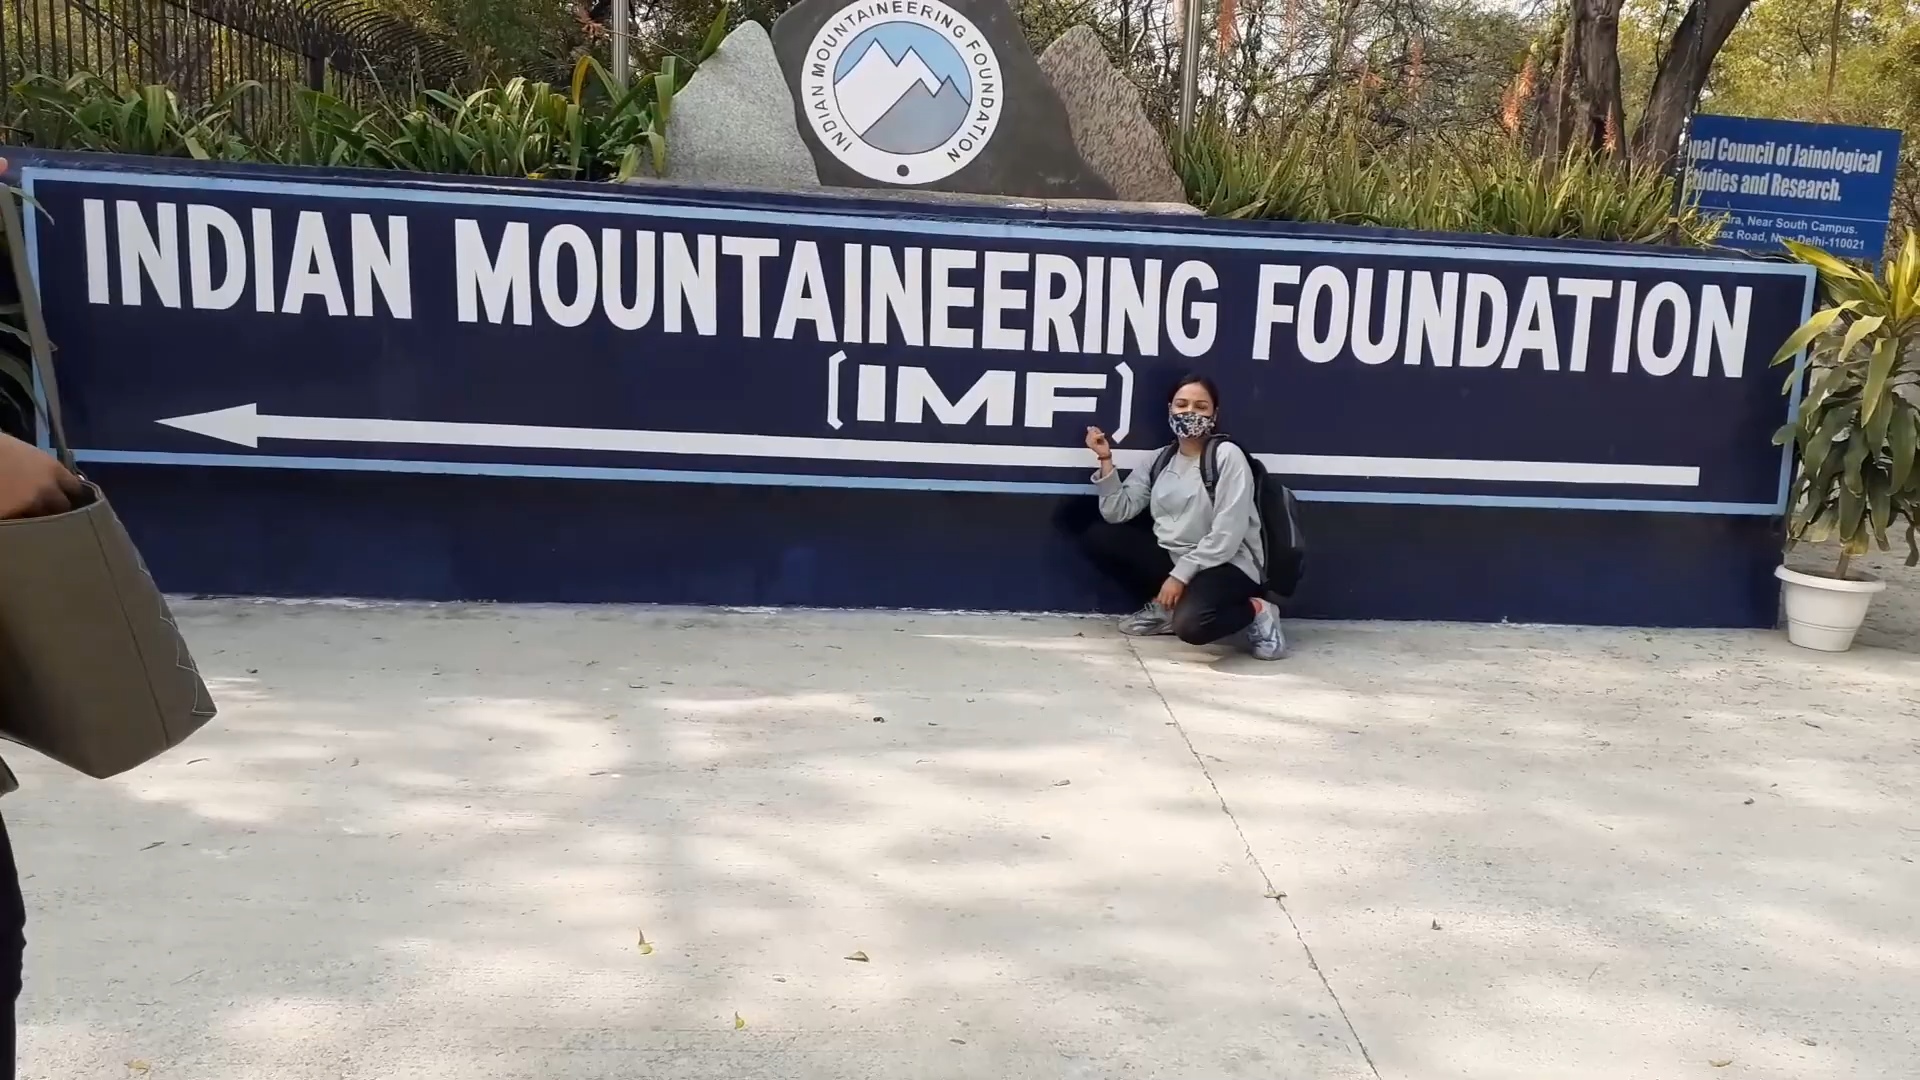 INDIAN MOUNTAINEERING FOUNDATION
INDIAN MOUNTAINEERING FOUNDATION
(IMF)
Council of Jainological
and Research.
Near South Campus.
Road, New Delhi-110021